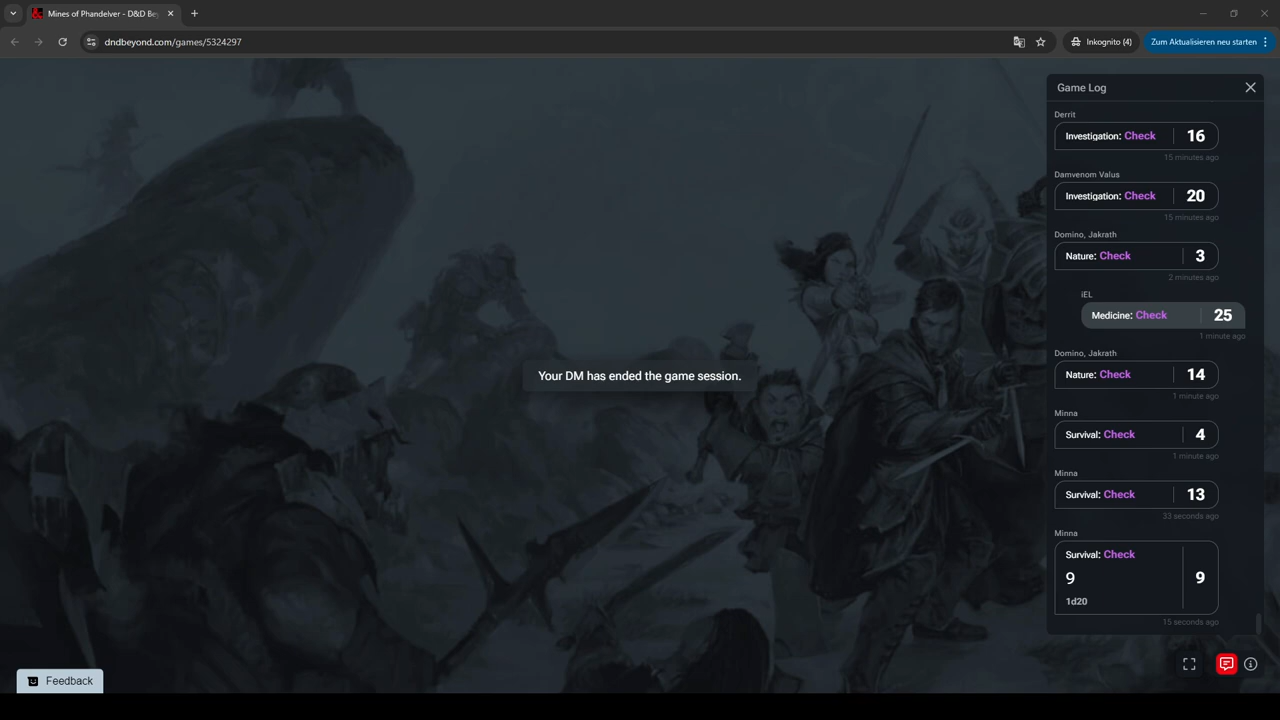 Mines of Phandelver - D&D Be
dndbeyond.com/games/5324297
Inkognito (4)
Zum Aktualisieren neu starten
Game Log
Derrit
Investigation: Check
16
15 minutes ago
Damvenom Valus
Investigation: Check
20
15 minutes ago
Domino, Jakrath
Nature: Check
3
2 minutes ago
iEL
Medicine: Check
25
1 minute ago
Domino, Jakrath
Nature: Check
14
1 minute ago
Minna
Survival: Check
4
1 minute ago
Minna
Survival: Check
13
33 seconds ago
Minna
Survival: Check
9
9
1d20
15 seconds ago
Your DM has ended the game session.
Feedback